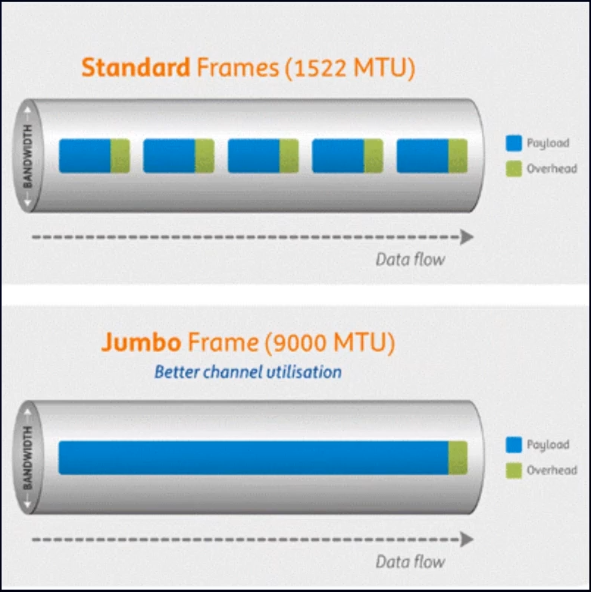 Standard Frames (1522 MTU)
BANDWIDTH
Payload
Overhead
Data flow
Jumbo Frame (9000 MTU)
Better channel utilisation
BANDWIDTH
Payload
Overhead
Data flow